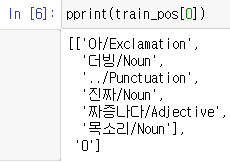 In [6]: pprint(train_pos[0])
[['아/Exclamation',
'더빙/Noun',
'../Punctuation',
'진짜/Noun',
'짜증나다/Adjective',
'목소리/Noun'],
'0']